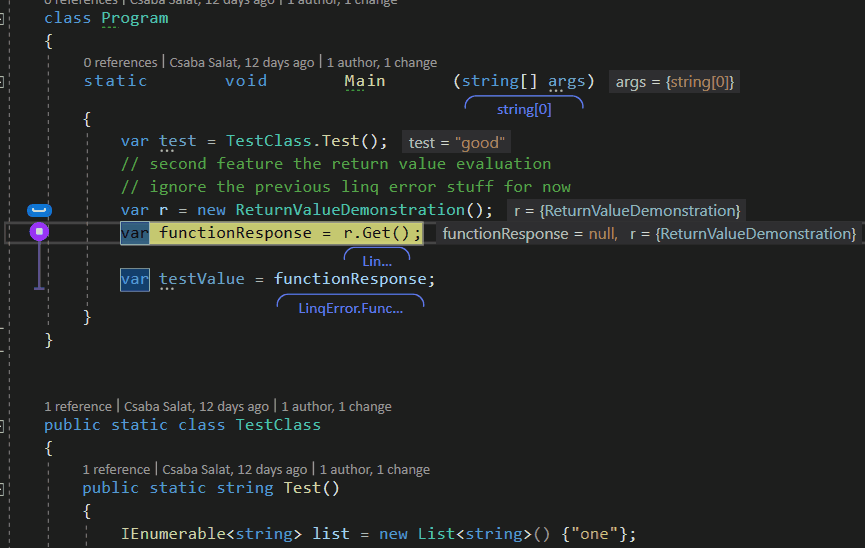 0 references | Csaba Salat, 12 days ago | 1 author, 1 change
class Program
{
0 references | Csaba Salat, 12 days ago | 1 author, 1 change
static void Main (string[] args) args = {string[0]}
string[0]
{
var test = TestClass.Test(); test = "good"
// second feature the return value evaluation
// ignore the previous linq error stuff for now
var r = new ReturnValueDemonstration(); r = {ReturnValueDemonstration}
var functionResponse = r.Get(); functionResponse = null, r = {ReturnValueDemonstration}
Lin...
var testValue = functionResponse;
LinqError.Func...
}
}
1 reference | Csaba Salat, 12 days ago | 1 author, 1 change
public static class TestClass
{
1 reference | Csaba Salat, 12 days ago | 1 author, 1 change
public static string Test()
{
IEnumerable<string> list = new List<string>() {"one"};